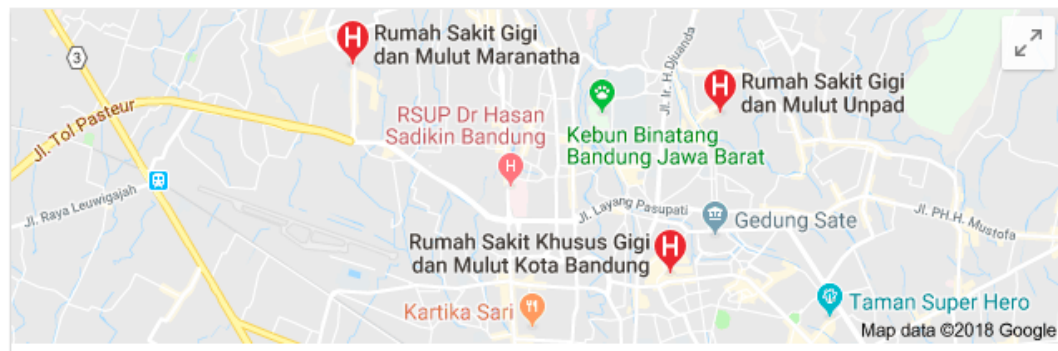 Rumah Sakit Gigi
dan Mulut Maranatha
3
Jl. Ir. H.Djuanda
Rumah Sakit Gigi
dan Mulut Unpad
Jl. Tol Pasteur
RSUP Dr Hasan
Sadikin Bandung
H
Kebun Binatang
Bandung Jawa Barat
Jl. Raya Leuwigajah
Jl. Layang Pasupati
Gedung Sate
Jl. PH.H. Mustofa
Rumah Sakit Khusus Gigi
dan Mulut Kota Bandung
H
H
H
Kartika Sari
Taman Super Hero
Map data ©2018 Google